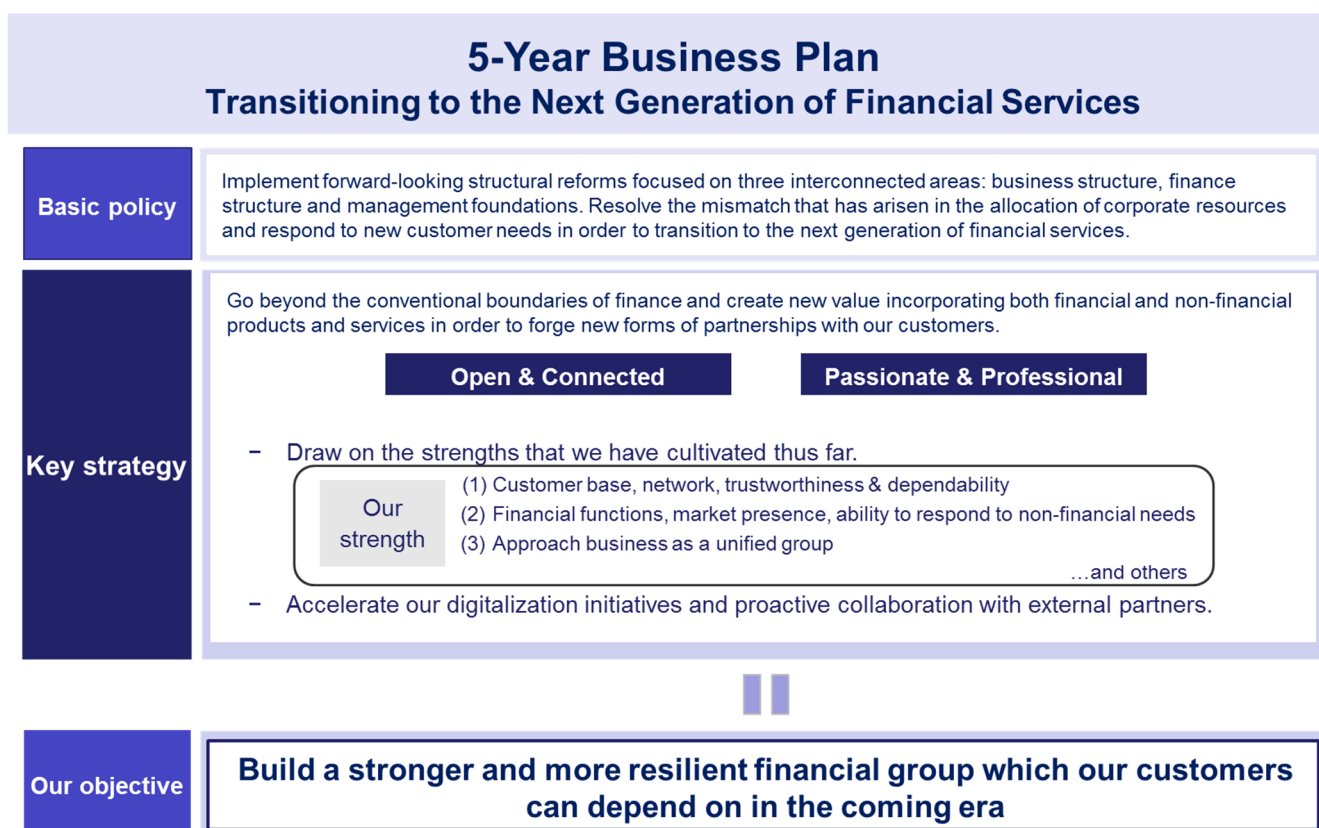 5-Year Business Plan
Transitioning to the Next Generation of Financial Services
Basic policy
Implement forward-looking structural reforms focused on three interconnected areas: business structure, finance
structure and management foundations. Resolve the mismatch that has arisen in the allocation of corporate resources
and respond to new customer needs in order to transition to the next generation of financial services.
Key strategy
Go beyond the conventional boundaries of finance and create new value incorporating both financial and non-financial
products and services in order to forge new forms of partnerships with our customers.
Open & Connected
Passionate & Professional
− Draw on the strengths that we have cultivated thus far.
Our
strength
(1) Customer base, network, trustworthiness & dependability
(2) Financial functions, market presence, ability to respond to non-financial needs
(3) Approach business as a unified group
…and others
− Accelerate our digitalization initiatives and proactive collaboration with external partners.
Our objective
Build a stronger and more resilient financial group which our customers
can depend on in the coming era